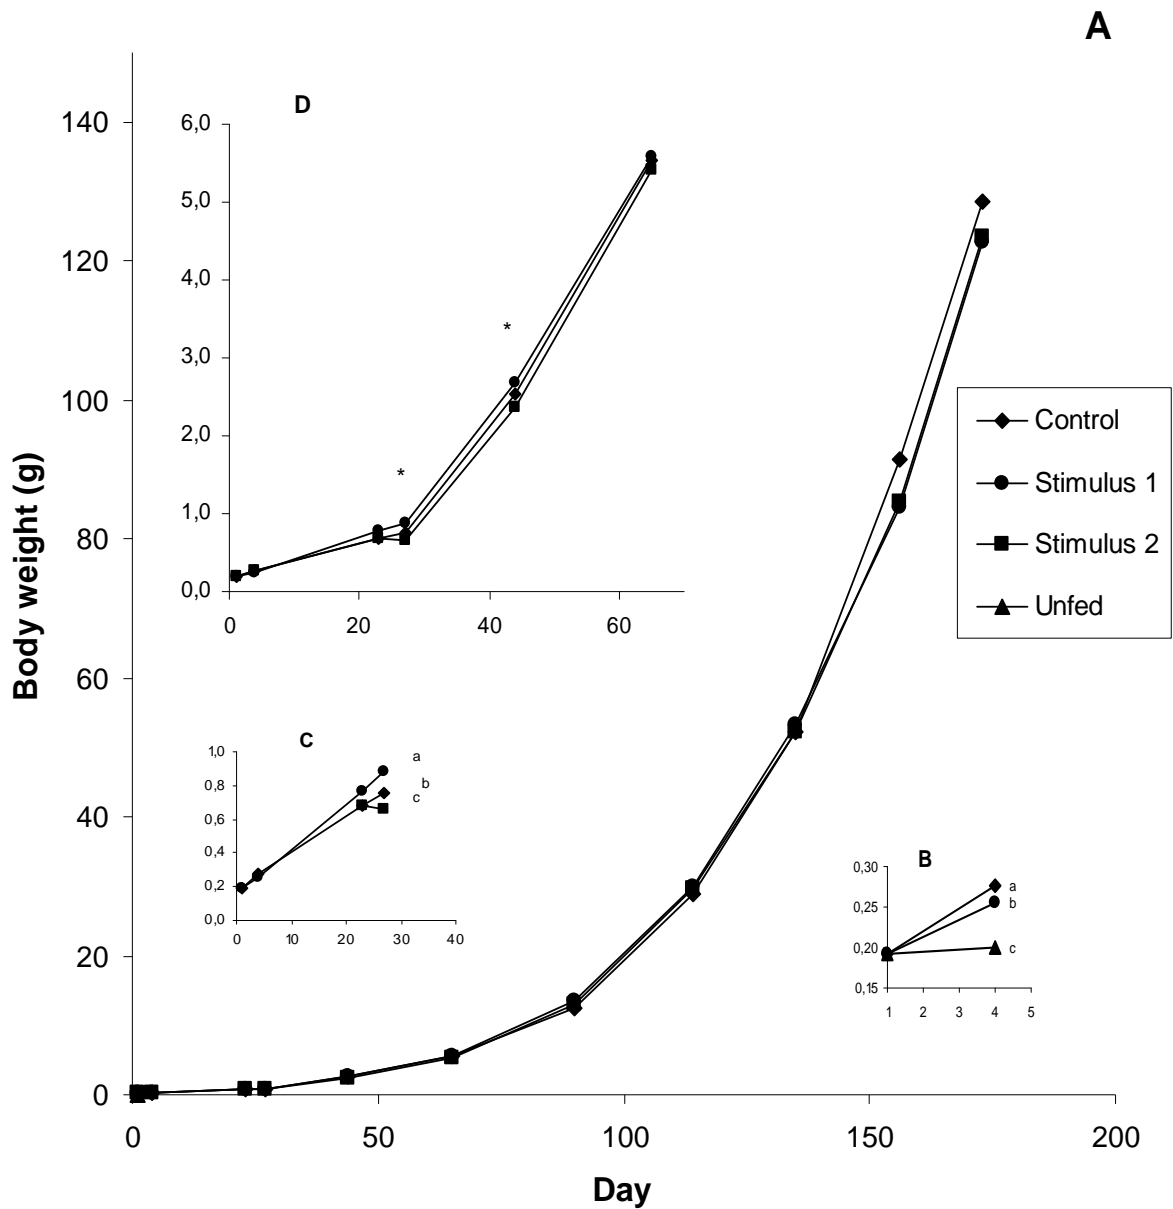 A
140
120
100
80
60
40
20
0
0 50 100 150 200
Body weight (g)
Day
D
6,0
5,0
4,0
3,0
2,0
1,0
0,0
0 20 40 60
*
*
Control
Stimulus 1
Stimulus 2
Unfed
C
1,0
0,8
0,6
0,4
0,2
0,0
0 10 20 30 40
a
b
c
B
0,30
0,25
0,20
0,15
1 2 3 4 5
a
b
c